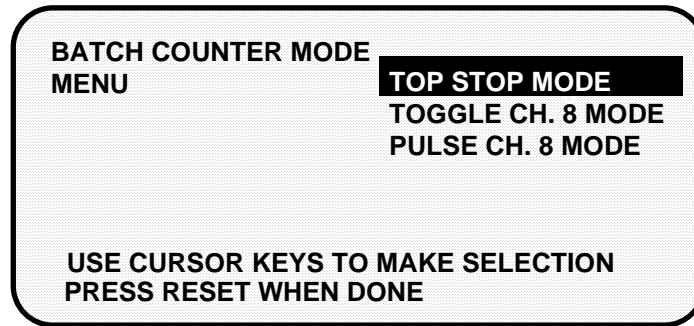 BATCH COUNTER MODE
MENU
TOP STOP MODE
TOGGLE CH. 8 MODE
PULSE CH. 8 MODE
USE CURSOR KEYS TO MAKE SELECTION
PRESS RESET WHEN DONE